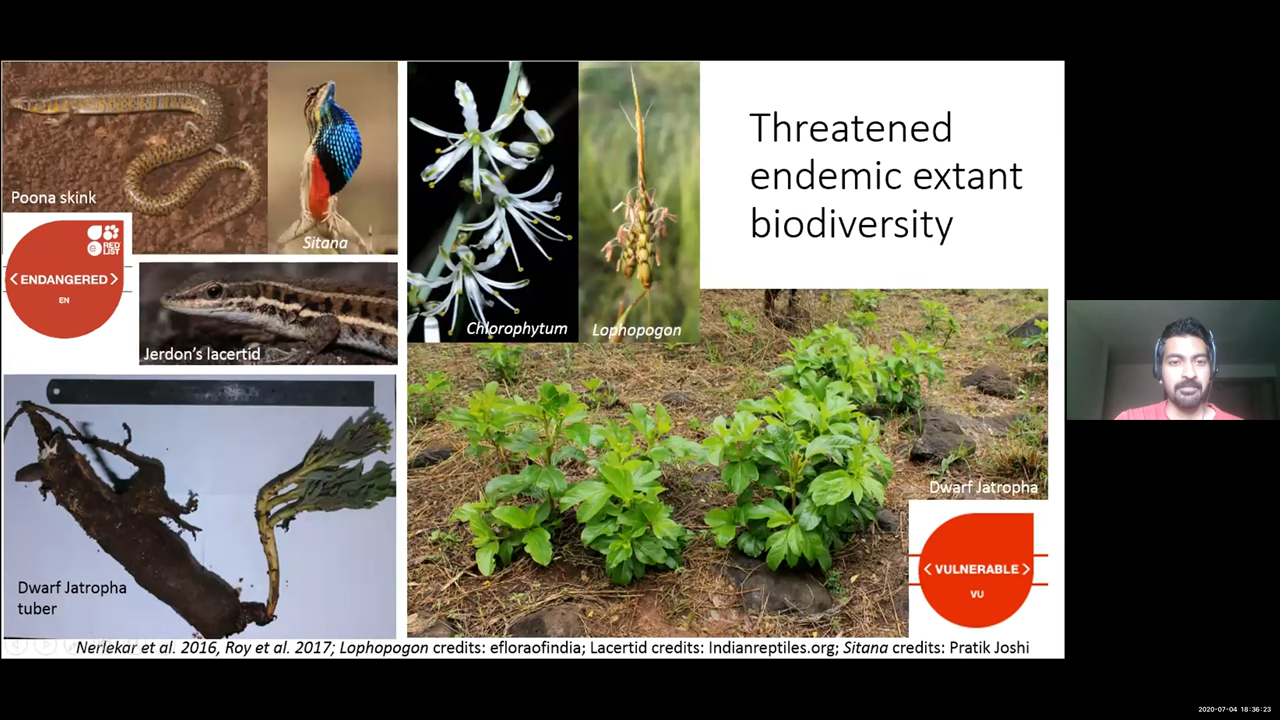 Threatened
endemic extant
biodiversity
Poona skink
Sitana
RED
LIST
< ENDANGERED >
EN
Jerdon's lacertid
Chlorophytum
Lophopogon
Dwarf Jatropha
tuber
Dwarf Jatropha
< VULNERABLE >
VU
Nerlekar et al. 2016, Roy et al. 2017; Lophopogon credits: efloraofindia; Lacertid credits: Indianreptiles.org; Sitana credits: Pratik Joshi
2020-07-04 18:36:23